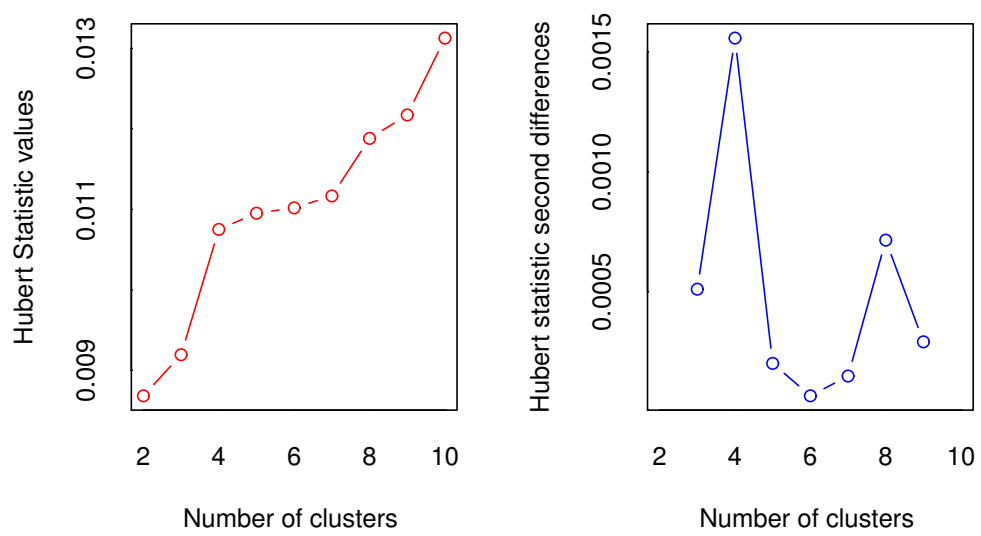 Hubert Statistic values
0.013
0.011
0.009
2 4 6 8 10
Number of clusters
Hubert statistic second differences
0.0015
0.0010
0.0005
2 4 6 8 10
Number of clusters